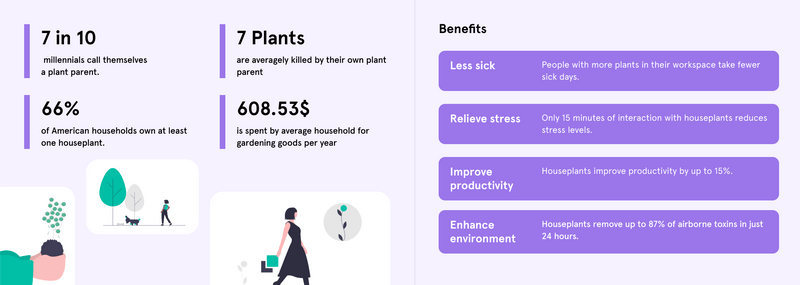 7 in 10
millennials call themselves
a plant parent.
7 Plants
are averagely killed by their own plant
parent
66%
of American households own at least
one houseplant.
608.53$
is spent by average household for
gardening goods per year
Benefits
Less sick
People with more plants in their workspace take fewer
sick days.
Relieve stress
Only 15 minutes of interaction with houseplants reduces
stress levels.
Improve
productivity
Houseplants improve productivity by up to 15%.
Enhance
environment
Houseplants remove up to 87% of airborne toxins in just
24 hours.